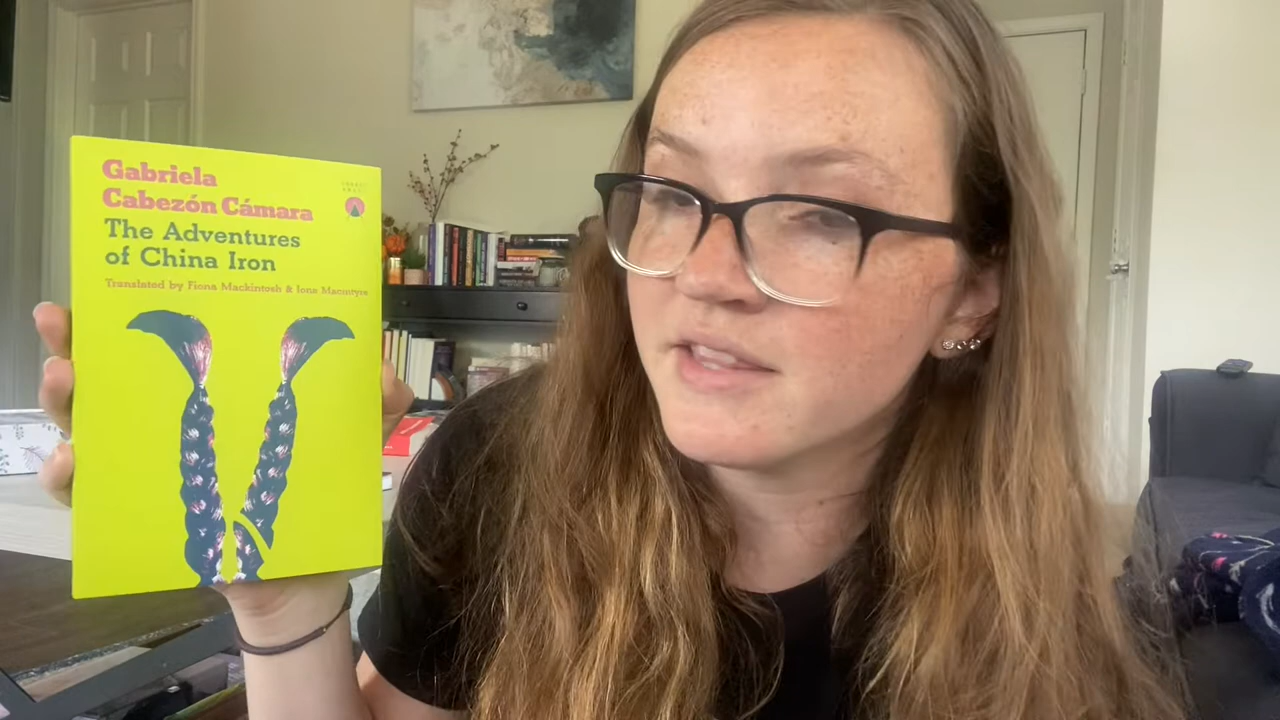 Gabriela
Cabezón Cámara
The Adventures
of China Iron
Translated by Fiona Mackintosh & Iona Macintyre